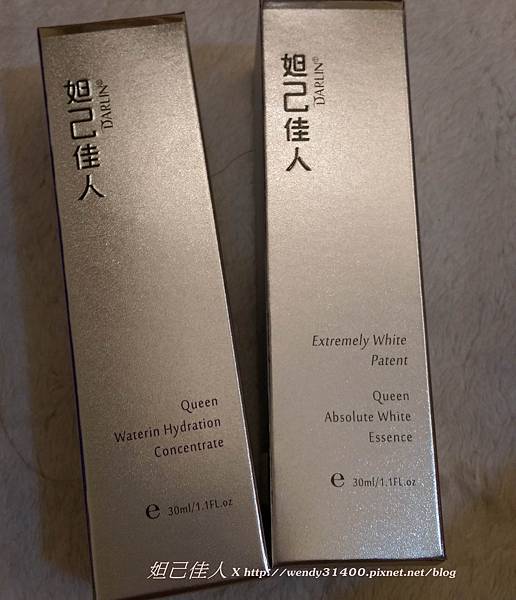 妲己佳人
DARLIN®
Queen
Waterin Hydration
Concentrate
e 30ml/1.1FL.oz
妲己佳人
DARLIN®
Extremely White
Patent
Queen
Absolute White
Essence
e 30ml/1.1FL.oz
妲己佳人 X http://wendy31400.pixnet.net/blog